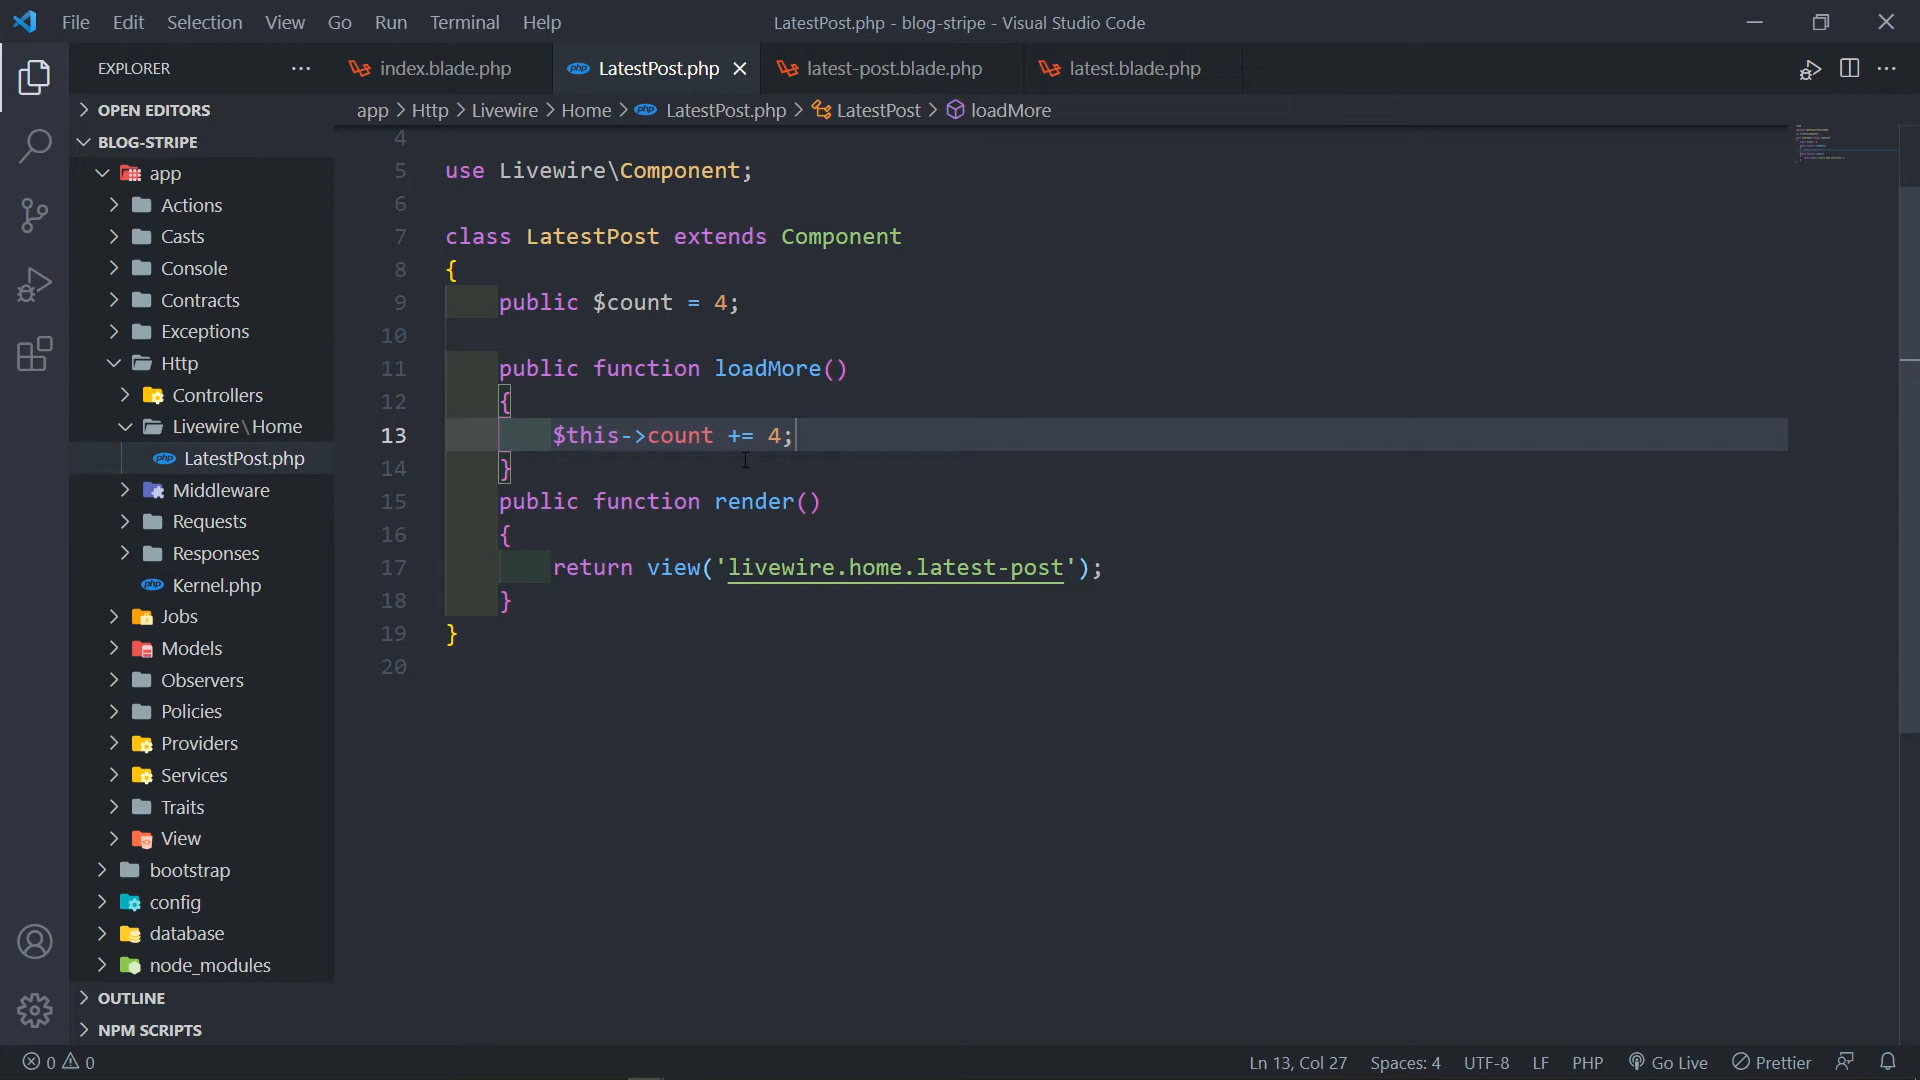 File Edit Selection View Go Run Terminal Help
LatestPost.php - blog-stripe - Visual Studio Code
EXPLORER
index.blade.php
LatestPost.php
latest-post.blade.php
latest.blade.php
OPEN EDITORS
BLOG-STRIPE
app
Actions
Casts
Console
Contracts
Exceptions
Http
Controllers
Livewire\Home
LatestPost.php
Middleware
Requests
Responses
Kernel.php
Jobs
Models
Observers
Policies
Providers
Services
Traits
View
bootstrap
config
database
node_modules
OUTLINE
NPM SCRIPTS
app > Http > Livewire > Home > LatestPost.php > LatestPost > loadMore
4
5 use Livewire\Component;
6
7 class LatestPost extends Component
8 {
9 public $count = 4;
10
11 public function loadMore()
12 {
13 $this->count += 4;
14 }
15 public function render()
16 {
17 return view('livewire.home.latest-post');
18 }
19 }
20
0 0
Ln 13, Col 27
Spaces: 4
UTF-8
LF
PHP
Go Live
Prettier